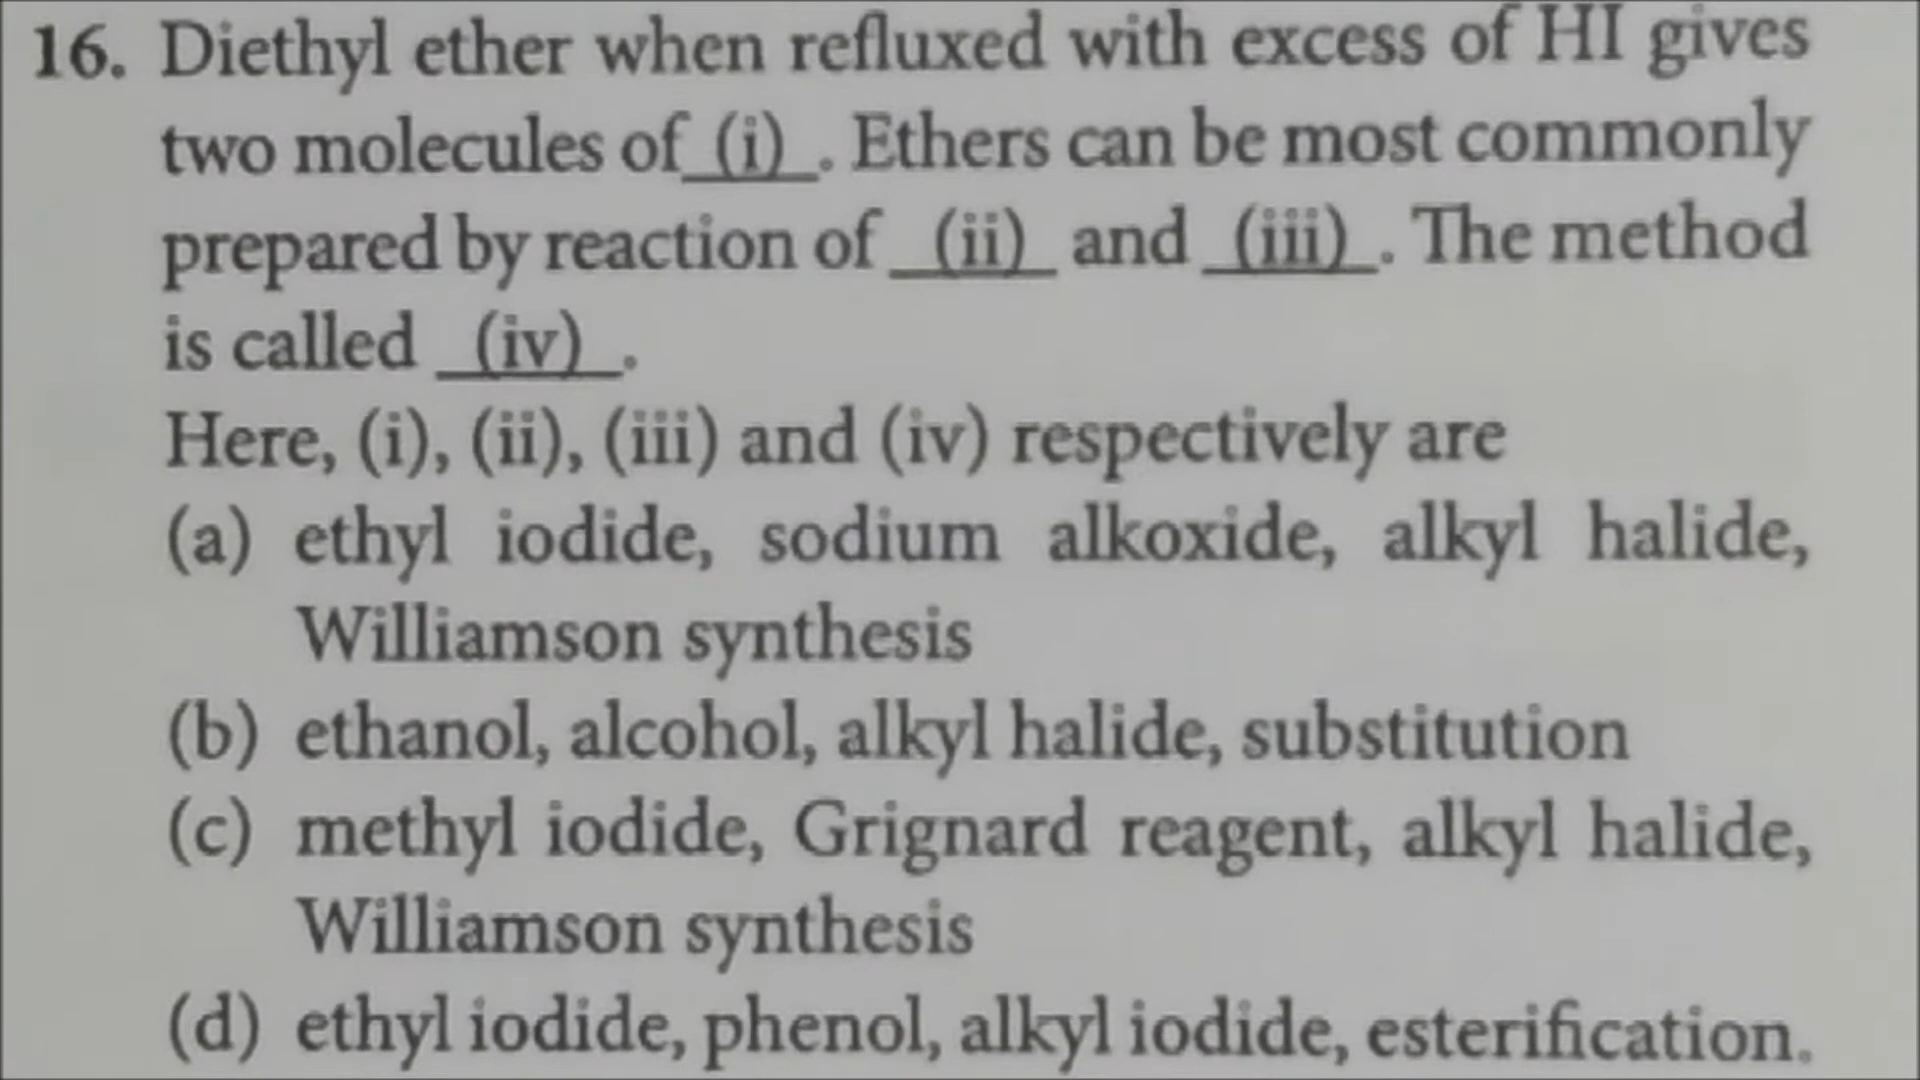 16. Diethyl ether when refluxed with excess of HI gives
two molecules of (i) . Ethers can be most commonly
prepared by reaction of (ii) and (iii) . The method
is called (iv) .
Here, (i), (ii), (iii) and (iv) respectively are
(a) ethyl iodide, sodium alkoxide, alkyl halide,
Williamson synthesis
(b) ethanol, alcohol, alkyl halide, substitution
(c) methyl iodide, Grignard reagent, alkyl halide,
Williamson synthesis
(d) ethyl iodide, phenol, alkyl iodide, esterification.